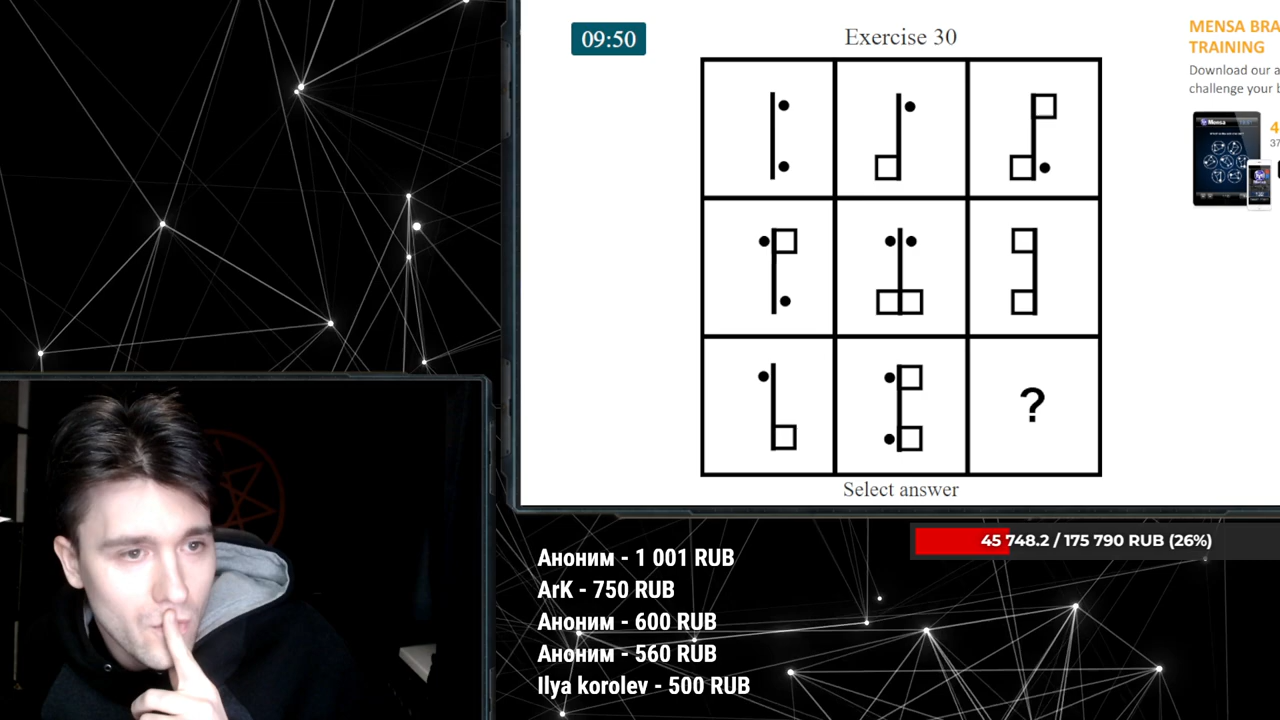 09:50
Exercise 30
MENSA BRA
TRAINING
Download our a
challenge your b
?
Select answer
45 748.2 / 175 790 RUB (26%)
Аноним - 1 001 RUB
ArK - 750 RUB
Аноним - 600 RUB
Аноним - 560 RUB
Ilya korolev - 500 RUB